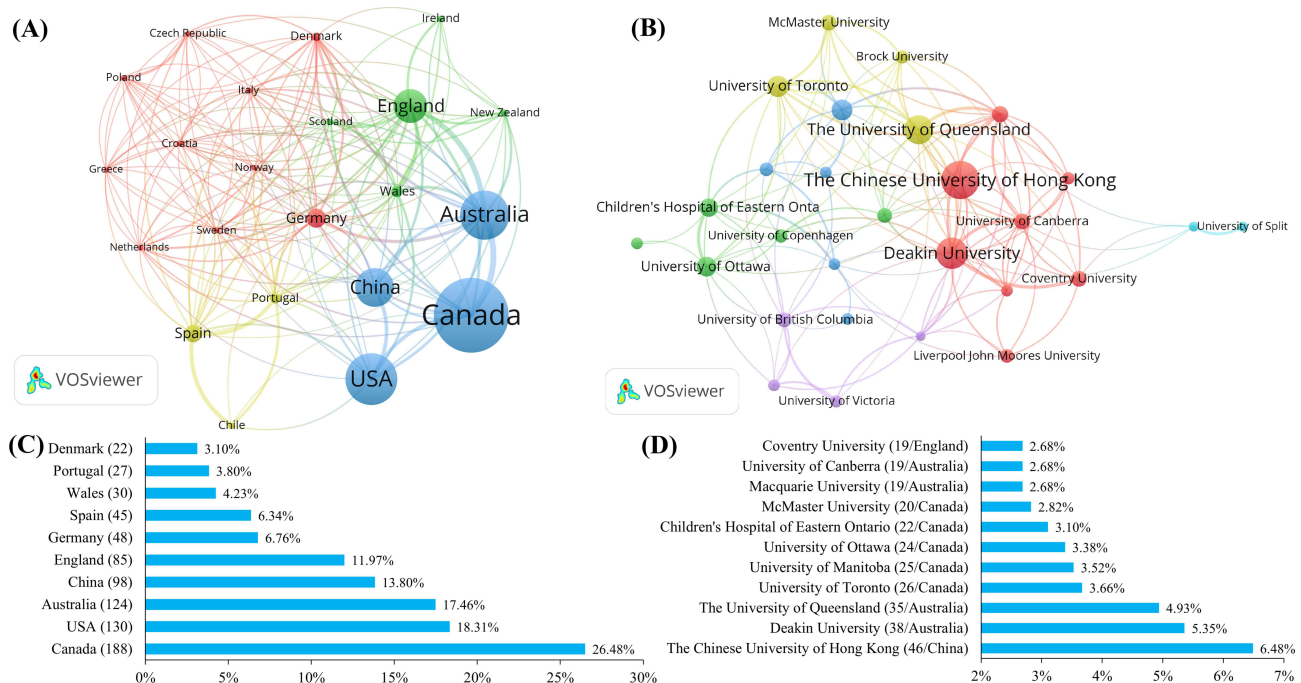 (A)
Ireland
Czech Republic
Denmark
Poland
Italy
England
New Zealand
Scotland
Croatia
Greece
Norway
Wales
Germany
Australia
Sweden
Netherlands
China
Portugal
Canada
Spain
USA
Chile
VOSviewer
(B)
McMaster University
Brock University
University of Toronto
The University of Queensland
The Chinese University of Hong Kong
Children's Hospital of Eastern Onta
University of Canberra
University of Split
University of Copenhagen
Deakin University
University of Ottawa
Coventry University
University of British Columbia
Liverpool John Moores University
University of Victoria
VOSviewer
(C)
Denmark (22) 3.10%
Portugal (27) 3.80%
Wales (30) 4.23%
Spain (45) 6.34%
Germany (48) 6.76%
England (85) 11.97%
China (98) 13.80%
Australia (124) 17.46%
USA (130) 18.31%
Canada (188) 26.48%
0% 5% 10% 15% 20% 25% 30%
(D)
Coventry University (19/England) 2.68%
University of Canberra (19/Australia) 2.68%
Macquarie University (19/Australia) 2.68%
McMaster University (20/Canada) 2.82%
Children's Hospital of Eastern Ontario (22/Canada) 3.10%
University of Ottawa (24/Canada) 3.38%
University of Manitoba (25/Canada) 3.52%
University of Toronto (26/Canada) 3.66%
The University of Queensland (35/Australia) 4.93%
Deakin University (38/Australia) 5.35%
The Chinese University of Hong Kong (46/China) 6.48%
2% 3% 4% 5% 6% 7%